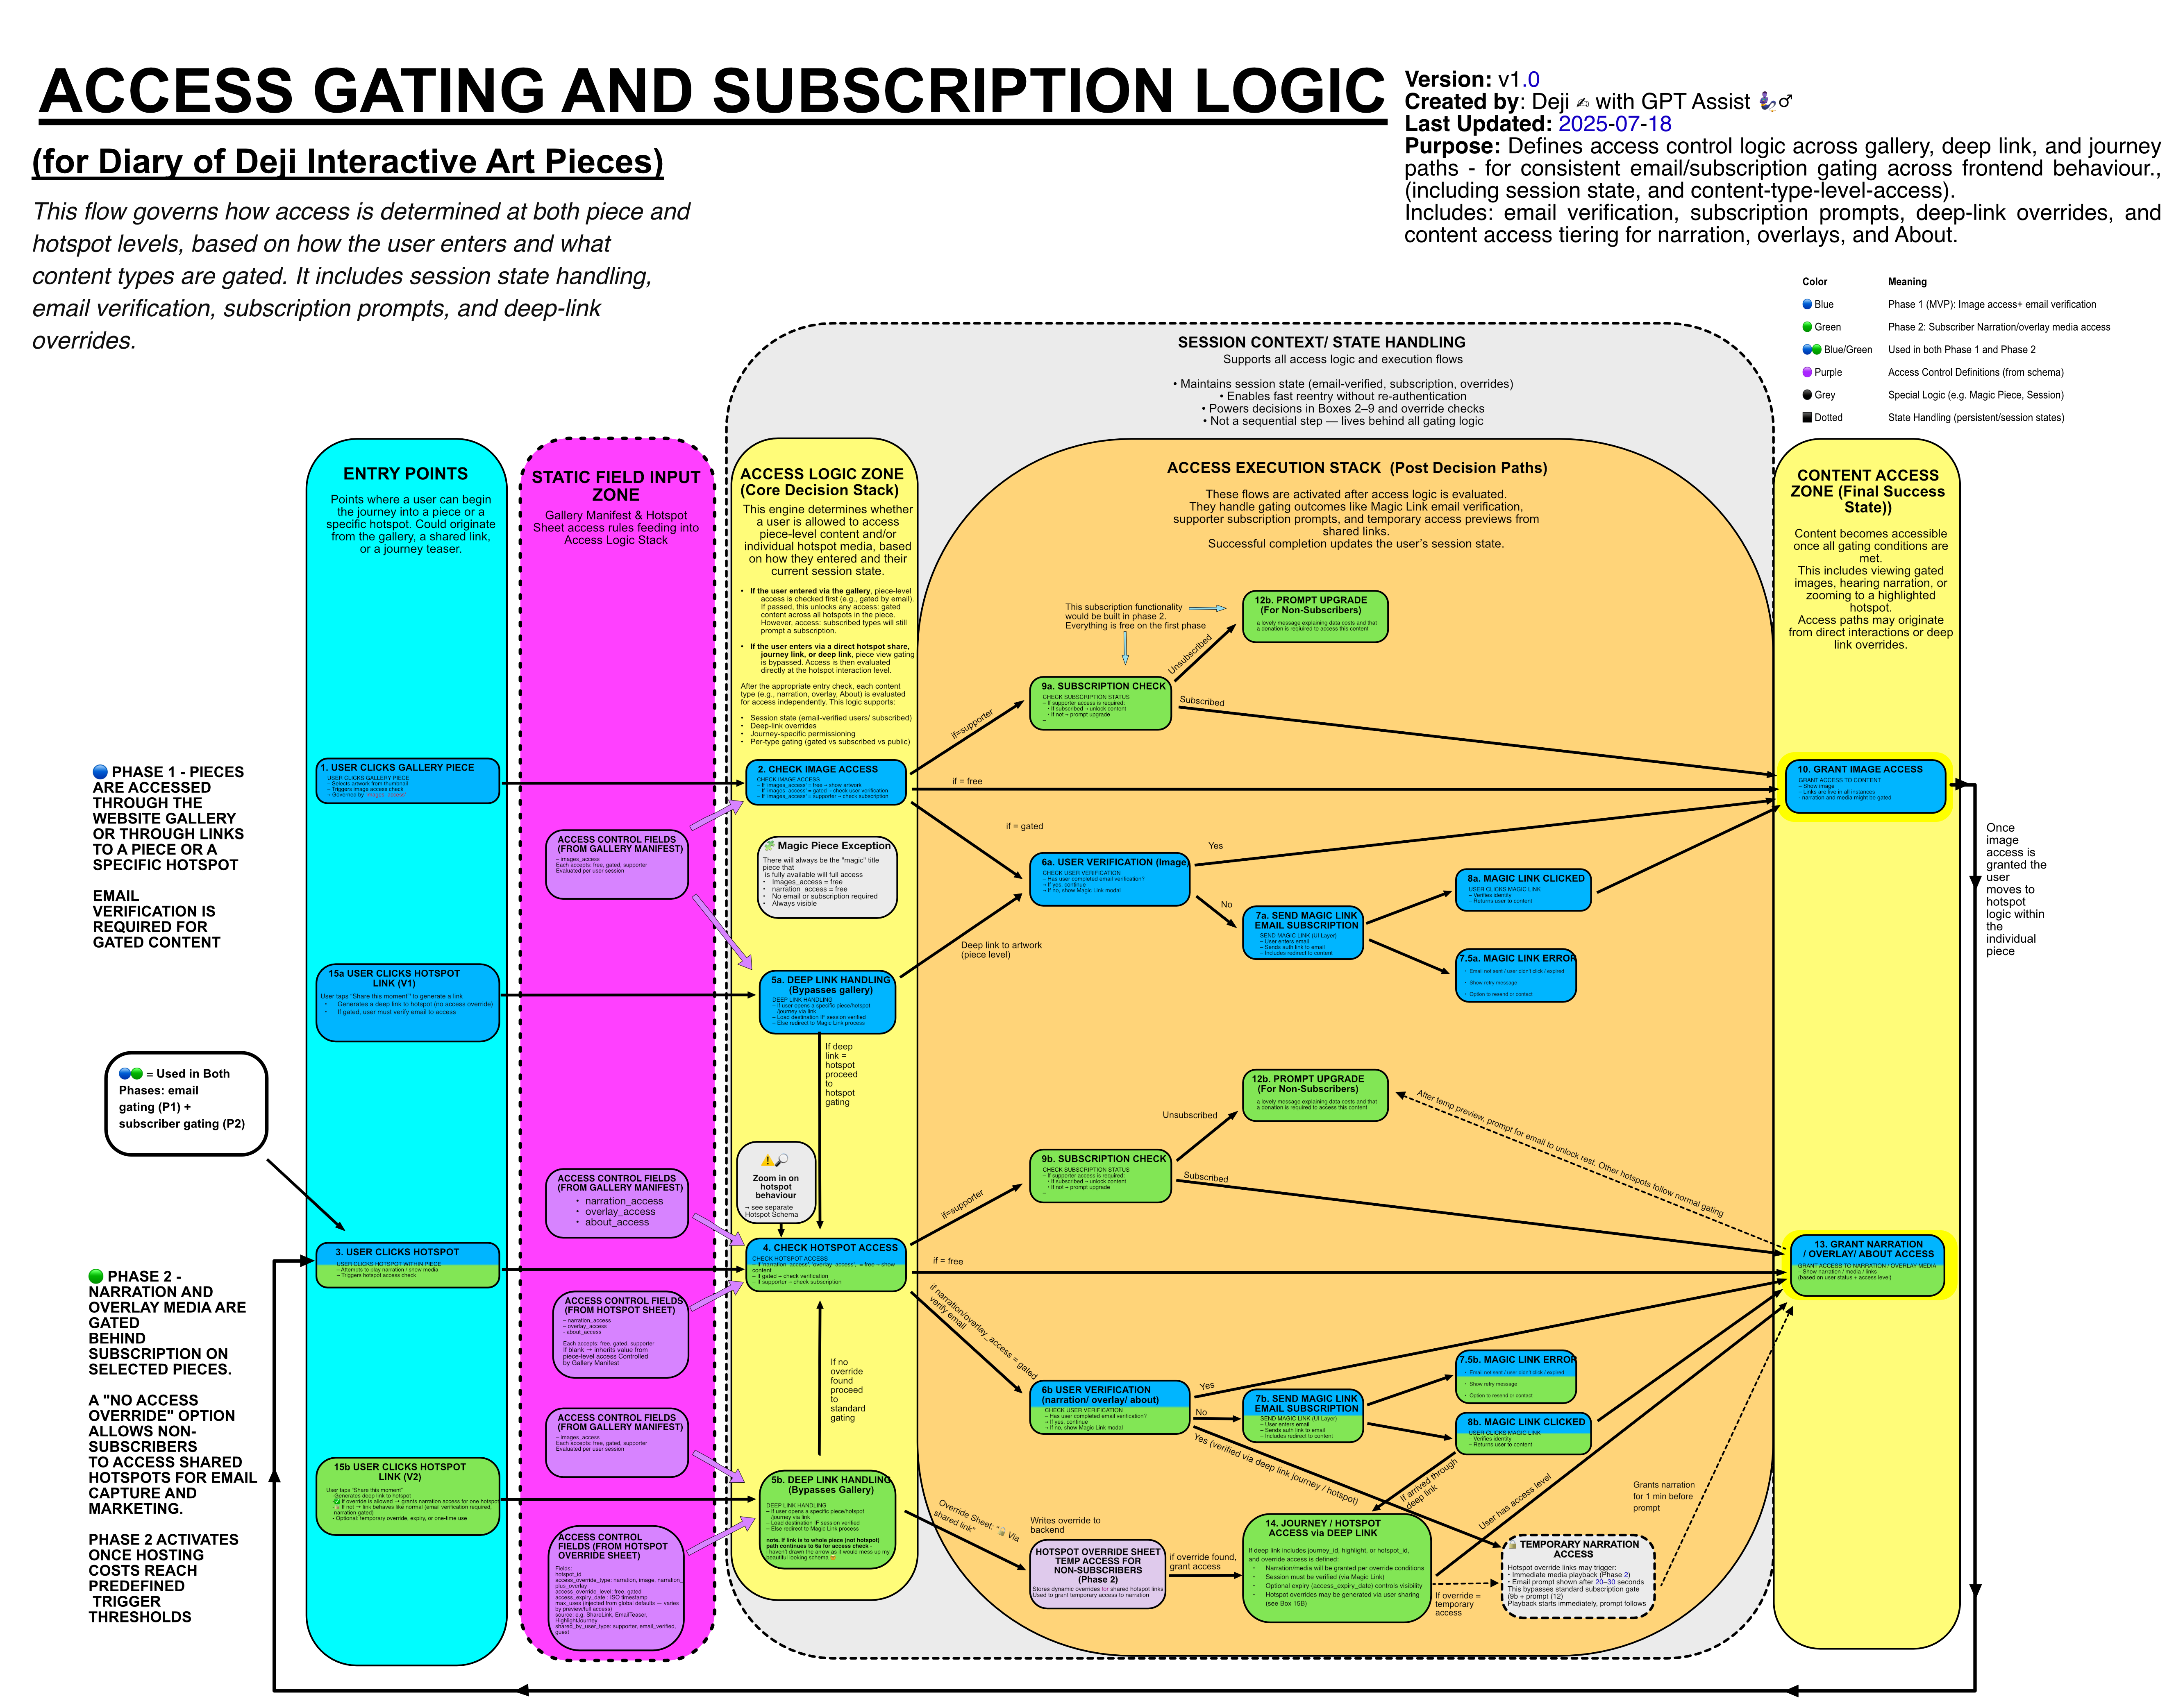 ACCESS GATING AND SUBSCRIPTION LOGIC
(for Diary of Deji Interactive Art Pieces)
This flow governs how access is determined at both piece and
hotspot levels, based on how the user enters and what
content types are gated. It includes session state handling,
email verification, subscription prompts, and deep-link
overrides.
Version: v1.0
Created by: Deji ✍ with GPT Assist 🧞‍♂
Last Updated: 2025-07-18
Purpose: Defines access control logic across gallery, deep link, and journey
paths - for consistent email/subscription gating across frontend behaviour.,
(including session state, and content-type-level-access).
Includes: email verification, subscription prompts, deep-link overrides, and
content access tiering for narration, overlays, and About.
Color Meaning
🔵 Blue Phase 1 (MVP): Image access+ email verification
🟢 Green Phase 2: Subscriber Narration/overlay media access
🔵🟢 Blue/Green Used in both Phase 1 and Phase 2
🟣 Purple Access Control Definitions (from schema)
⚫ Grey Special Logic (e.g. Magic Piece, Session)
⬛ Dotted State Handling (persistent/session states)
SESSION CONTEXT/ STATE HANDLING
Supports all access logic and execution flows
• Maintains session state (email-verified, subscription, overrides)
• Enables fast reentry without re-authentication
• Powers decisions in Boxes 2–9 and override checks
• Not a sequential step — lives behind all gating logic
🔵 PHASE 1 - PIECES
ARE ACCESSED
THROUGH THE
WEBSITE GALLERY
OR THROUGH LINKS
TO A PIECE OR A
SPECIFIC HOTSPOT
EMAIL
VERIFICATION IS
REQUIRED FOR
GATED CONTENT
🔵🟢 = Used in Both
Phases: email
gating (P1) +
subscriber gating (P2)
🟢 PHASE 2 -
NARRATION AND
OVERLAY MEDIA ARE
GATED
BEHIND
SUBSCRIPTION ON
SELECTED PIECES.
A "NO ACCESS
OVERRIDE" OPTION
ALLOWS NON-
SUBSCRIBERS
TO ACCESS SHARED
HOTSPOTS FOR EMAIL
CAPTURE AND
MARKETING.
PHASE 2 ACTIVATES
ONCE HOSTING
COSTS REACH
PREDEFINED
TRIGGER
THRESHOLDS
ENTRY POINTS
Points where a user can begin
the journey into a piece or a
specific hotspot. Could originate
from the gallery, a shared link,
or a journey teaser.
1. USER CLICKS GALLERY PIECE
USER CLICKS GALLERY PIECE
– Selects artwork from thumbnail
– Triggers image access check
→ Governed by 'images_access'
15a USER CLICKS HOTSPOT
LINK (V1)
User taps "Share this moment" to generate a link
• Generates a deep link to hotspot (no access override)
• If gated, user must verify email to access
3. USER CLICKS HOTSPOT
USER CLICKS HOTSPOT WITHIN PIECE
– Attempts to play narration / show media
→ Triggers hotspot access check
15b USER CLICKS HOTSPOT
LINK (V2)
User taps "Share this moment"
-Generates deep link to hotspot
-✅ If override is allowed → grants narration access for one hotspot
- If not → link behaves like normal (email verification required,
narration gated)
- Optional: temporary override, expiry, or one-time use
STATIC FIELD INPUT
ZONE
Gallery Manifest & Hotspot
Sheet access rules feeding into
Access Logic Stack
ACCESS CONTROL FIELDS
(FROM GALLERY MANIFEST)
– images_access
Each accepts: free, gated, supporter
Evaluated per user session
ACCESS CONTROL FIELDS
(FROM GALLERY MANIFEST)
• narration_access
• overlay_access
• about_access
ACCESS CONTROL FIELDS
(FROM HOTSPOT SHEET)
– narration_access
– overlay_access
- about_access
Each accepts: free, gated, supporter
If blank → inherits value from
piece-level access Controlled
by Gallery Manifest
ACCESS CONTROL FIELDS
(FROM GALLERY MANIFEST)
– images_access
Each accepts: free, gated, supporter
Evaluated per user session
ACCESS CONTROL
FIELDS (FROM HOTSPOT
OVERRIDE SHEET)
Fields:
hotspot_id
access_override_type: narration, image, narration_
plus_overlay
access_override_level: free, gated
access_expiry_date : ISO timestamp
max_uses (injected from global defaults — varies
by preview/full access)
source: e.g. ShareLink, EmailTeaser,
HighlightJourney
shared_by_user_type: supporter, email_verified,
guest
ACCESS LOGIC ZONE
(Core Decision Stack)
This engine determines whether
a user is allowed to access
piece-level content and/or
individual hotspot media, based
on how they entered and their
current session state.
• If the user entered via the gallery, piece-level
access is checked first (e.g., gated by email).
If passed, this unlocks any access: gated
content across all hotspots in the piece.
However, access: subscribed types will still
prompt a subscription.
• If the user enters via a direct hotspot share,
journey link, or deep link, piece view gating
is bypassed. Access is then evaluated
directly at the hotspot interaction level.
After the appropriate entry check, each content
type (e.g., narration, overlay, About) is evaluated
for access independently. This logic supports:
• Session state (email-verified users/ subscribed)
• Deep-link overrides
• Journey-specific permissioning
• Per-type gating (gated vs subscribed vs public)
2. CHECK IMAGE ACCESS
CHECK IMAGE ACCESS
– If 'images_access' = free → show artwork
– If 'images_access' = gated → check user verification
– If 'images_access' = supporter → check subscription
Magic Piece Exception
There will always be the "magic" title
piece that
is fully available will full access
• Images_access = free
• narration_access = free
• No email or subscription required
• Always visible
5a. DEEP LINK HANDLING
(Bypasses gallery)
DEEP LINK HANDLING
– If user opens a specific piece/hotspot
/journey via link
– Load destination IF session verified
– Else redirect to Magic Link process
If deep
link =
hotspot
proceed
to
hotspot
gating
⚠️🔎
Zoom in on
hotspot
behaviour
→ see separate
Hotspot Schema
4. CHECK HOTSPOT ACCESS
CHECK HOTSPOT ACCESS
– If 'narration_access', 'overlay_access', → free → show
content
– If gated → check verification
– If supporter → check subscription
If no
override
found
proceed
to
standard
gating
5b. DEEP LINK HANDLING
(Bypasses Gallery)
DEEP LINK HANDLING
– If user opens a specific piece/hotspot
/journey via link
– Load destination IF session verified
– Else redirect to Magic Link process
note. If link is to whole piece (not hotspot)
path continues to 6a for access check -
I haven't drawn the arrow as it would mess up my
beautiful looking schema
ACCESS EXECUTION STACK (Post Decision Paths)
These flows are activated after access logic is evaluated.
They handle gating outcomes like Magic Link email verification,
supporter subscription prompts, and temporary access previews from
shared links.
Successful completion updates the user's session state.
This subscription functionality
would be built in phase 2.
Everything is free on the first phase
12b. PROMPT UPGRADE
(For Non-Subscribers)
a lovely message explaining data costs and that
a donation is required to access this content
Unsubscribed
9a. SUBSCRIPTION CHECK
CHECK SUBSCRIPTION STATUS
– If supporter access is required:
• If subscribed → unlock content
• If not → prompt upgrade
–
Subscribed
if=supporter
if = free
if = gated
Yes
6a. USER VERIFICATION (Image)
CHECK USER VERIFICATION
– Has user completed email verification?
– If yes, continue
– If no, show Magic Link modal
No
Deep link to artwork
(piece level)
7a. SEND MAGIC LINK
EMAIL SUBSCRIPTION
SEND MAGIC LINK (UI Layer)
– User enters email
– Sends auth link to email
– includes redirect to content
8a. MAGIC LINK CLICKED
USER CLICKS MAGIC LINK
– Verifies identity
– Returns user to content
7.5a. MAGIC LINK ERROR
• Email not sent / user didn't click / expired
• Show retry message
• Option to resend or contact
12b. PROMPT UPGRADE
(For Non-Subscribers)
a lovely message explaining data costs and that
a donation is required to access this content
After temp preview, prompt for email to unlock rest. Other hotspots follow normal gating
Unsubscribed
9b. SUBSCRIPTION CHECK
CHECK SUBSCRIPTION STATUS
– If supporter access is required:
• If subscribed → unlock content
• If not → prompt upgrade
–
Subscribed
if=supporter
if = free
if narration/overlay_access = gated
verify email
6b USER VERIFICATION
(narration/ overlay/ about)
CHECK USER VERIFICATION
– Has user completed email verification?
→ If yes, continue
→ If no, show Magic Link modal
Yes
No
Yes (verified via deep link journey / hotspot)
7b. SEND MAGIC LINK
EMAIL SUBSCRIPTION
SEND MAGIC LINK (UI Layer)
– User enters email
– Sends auth link to email
– Includes redirect to content
7.5b. MAGIC LINK ERROR
• Email not sent / user didn't click / expired
• Show retry message
• Option to resend or contact
8b. MAGIC LINK CLICKED
USER CLICKS MAGIC LINK
– Verifies identity
– Returns user to content
If arrived through
deep link
User has access level
Grants narration
for 1 min before
prompt
Override Sheet: "🔓 Via
shared link"
Writes override to
backend
HOTSPOT OVERRIDE SHEET
TEMP ACCESS FOR
NON-SUBSCRIBERS
(Phase 2)
Stores dynamic overrides for shared hotspot links
Used to grant temporary access to narration
if override found,
grant access
14. JOURNEY / HOTSPOT
ACCESS via DEEP LINK
If deep link includes journey_id, highlight, or hotspot_id,
and override access is defined:
• Narration/media will be granted per override conditions
• Session must be verified (via Magic Link)
• Optional expiry (access_expiry_date) controls visibility
• Hotspot overrides may be generated via user sharing
(see Box 15B)
If override =
temporary
access
🔓 TEMPORARY NARRATION
ACCESS
Hotspot override links may trigger:
• Immediate media playback (Phase 2)
• Email prompt shown after 20–30 seconds
This bypasses standard subscription gate
(9b + prompt (12)
Playback starts immediately, prompt follows
CONTENT ACCESS
ZONE (Final Success
State))
Content becomes accessible
once all gating conditions are
met.
This includes viewing gated
images, hearing narration, or
zooming to a highlighted
hotspot.
Access paths may originate
from direct interactions or deep
link overrides.
10. GRANT IMAGE ACCESS
GRANT ACCESS TO CONTENT
– Show image
– Links are live in all instances
- narration and media might be gated
13. GRANT NARRATION
/ OVERLAY/ ABOUT ACCESS
GRANT ACCESS TO NARRATION / OVERLAY MEDIA
– Show narration / media / links
(based on user status + access level)
Once
image
access is
granted the
user
moves to
hotspot
logic within
the
individual
piece